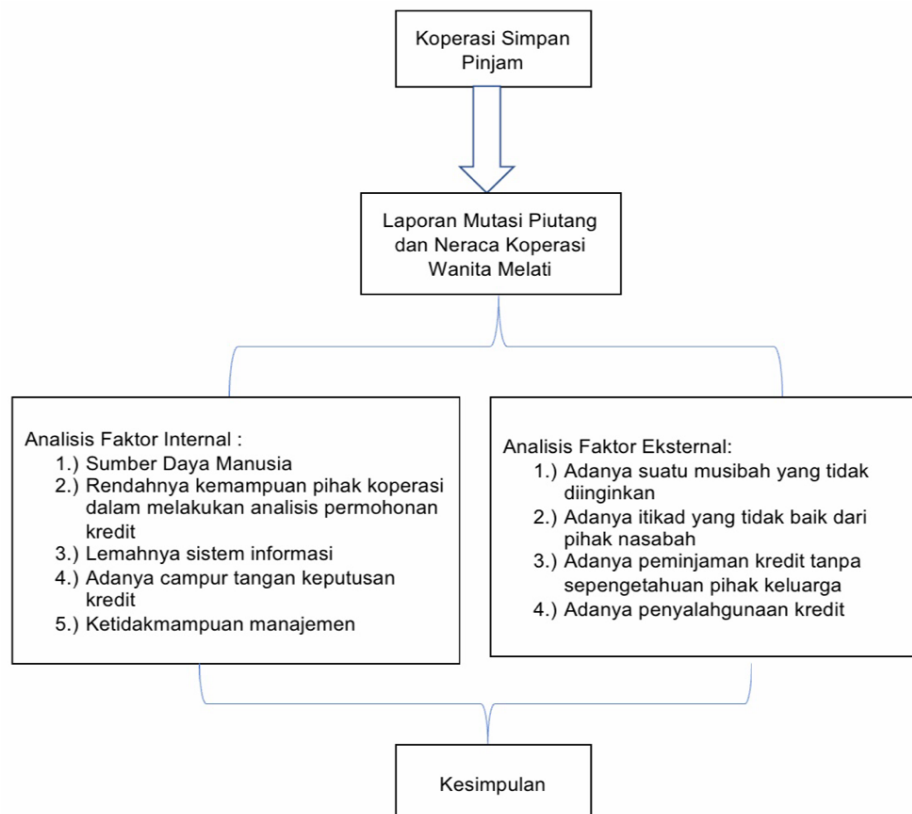 Koperasi Simpan
Pinjam
Laporan Mutasi Piutang
dan Neraca Koperasi
Wanita Melati
Analisis Faktor Internal :
1.) Sumber Daya Manusia
2.) Rendahnya kemampuan pihak koperasi
dalam melakukan analisis permohonan
kredit
3.) Lemahnya sistem informasi
4.) Adanya campur tangan keputusan
kredit
5.) Ketidakmampuan manajemen
Analisis Faktor Eksternal:
1.) Adanya suatu musibah yang tidak
diinginkan
2.) Adanya itikad yang tidak baik dari
pihak nasabah
3.) Adanya peminjaman kredit tanpa
sepengetahuan pihak keluarga
4.) Adanya penyalahgunaan kredit
Kesimpulan